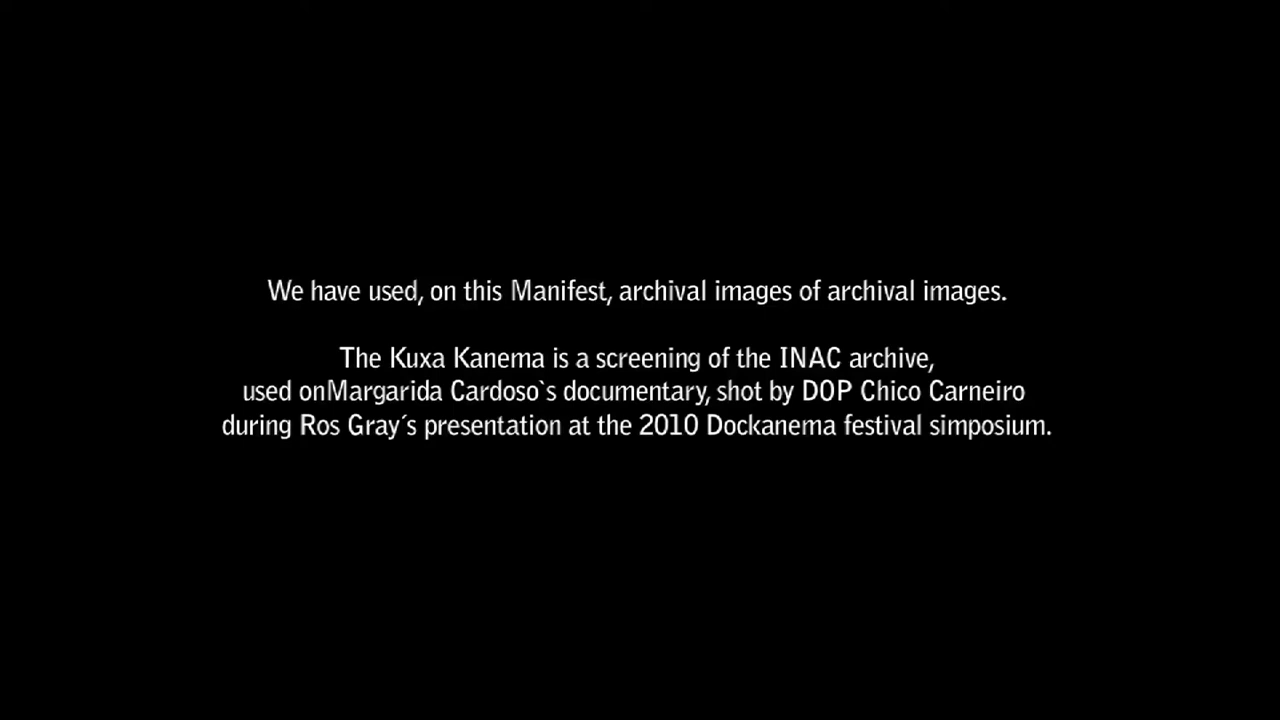 We have used, on this Manifest, archival images of archival images.
The Kuxa Kanema is a screening of the INAC archive,
used onMargarida Cardoso`s documentary, shot by DOP Chico Carneiro
during Ros Gray´s presentation at the 2010 Dockanema festival simposium.